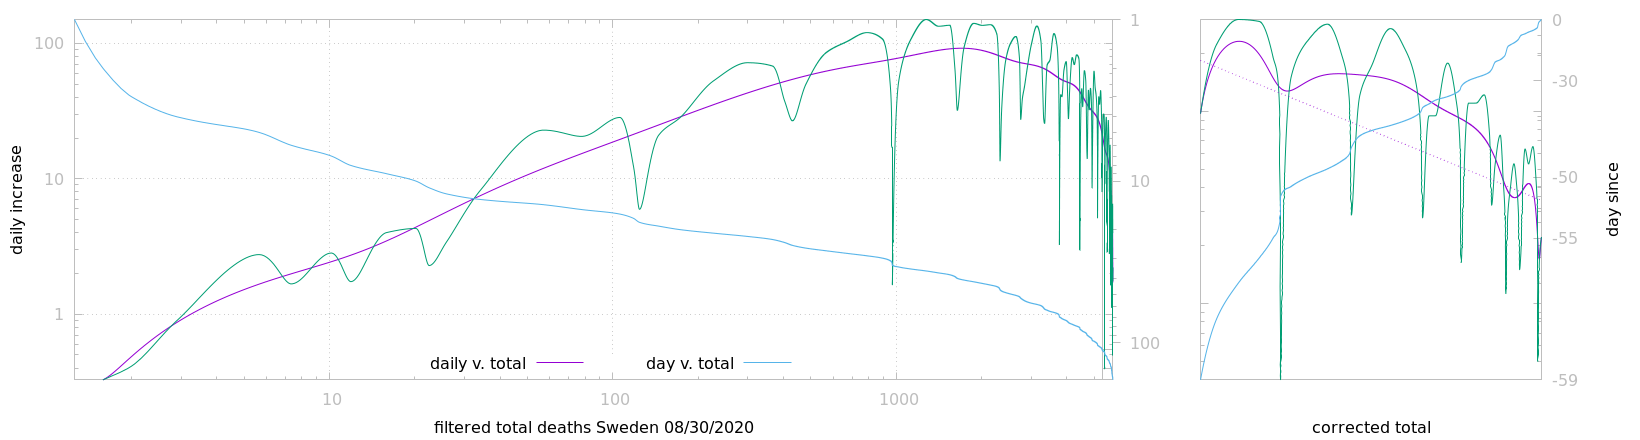 100
10
1
daily increase
10
100
1000
filtered total deaths Sweden 08/30/2020
daily v. total
day v. total
1
10
100
0
-30
-50
-55
-59
day since
corrected total